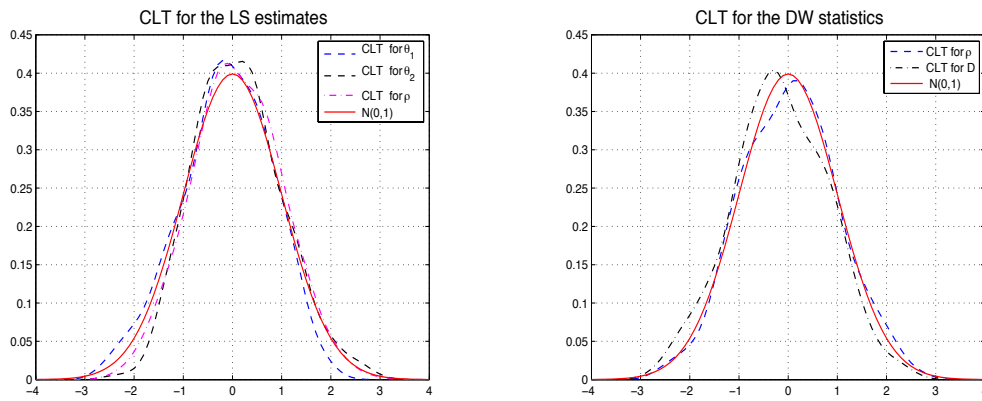 CLT for the LS estimates
0.45
0.4
0.35
0.3
0.25
0.2
0.15
0.1
0.05
0
−4 −3 −2 −1 0 1 2 3 4
CLT for θ1
CLT for θ2
CLT for ρ
N(0,1)
CLT for the DW statistics
0.45
0.4
0.35
0.3
0.25
0.2
0.15
0.1
0.05
0
−4 −3 −2 −1 0 1 2 3 4
CLT for ρ
CLT for D
N(0,1)